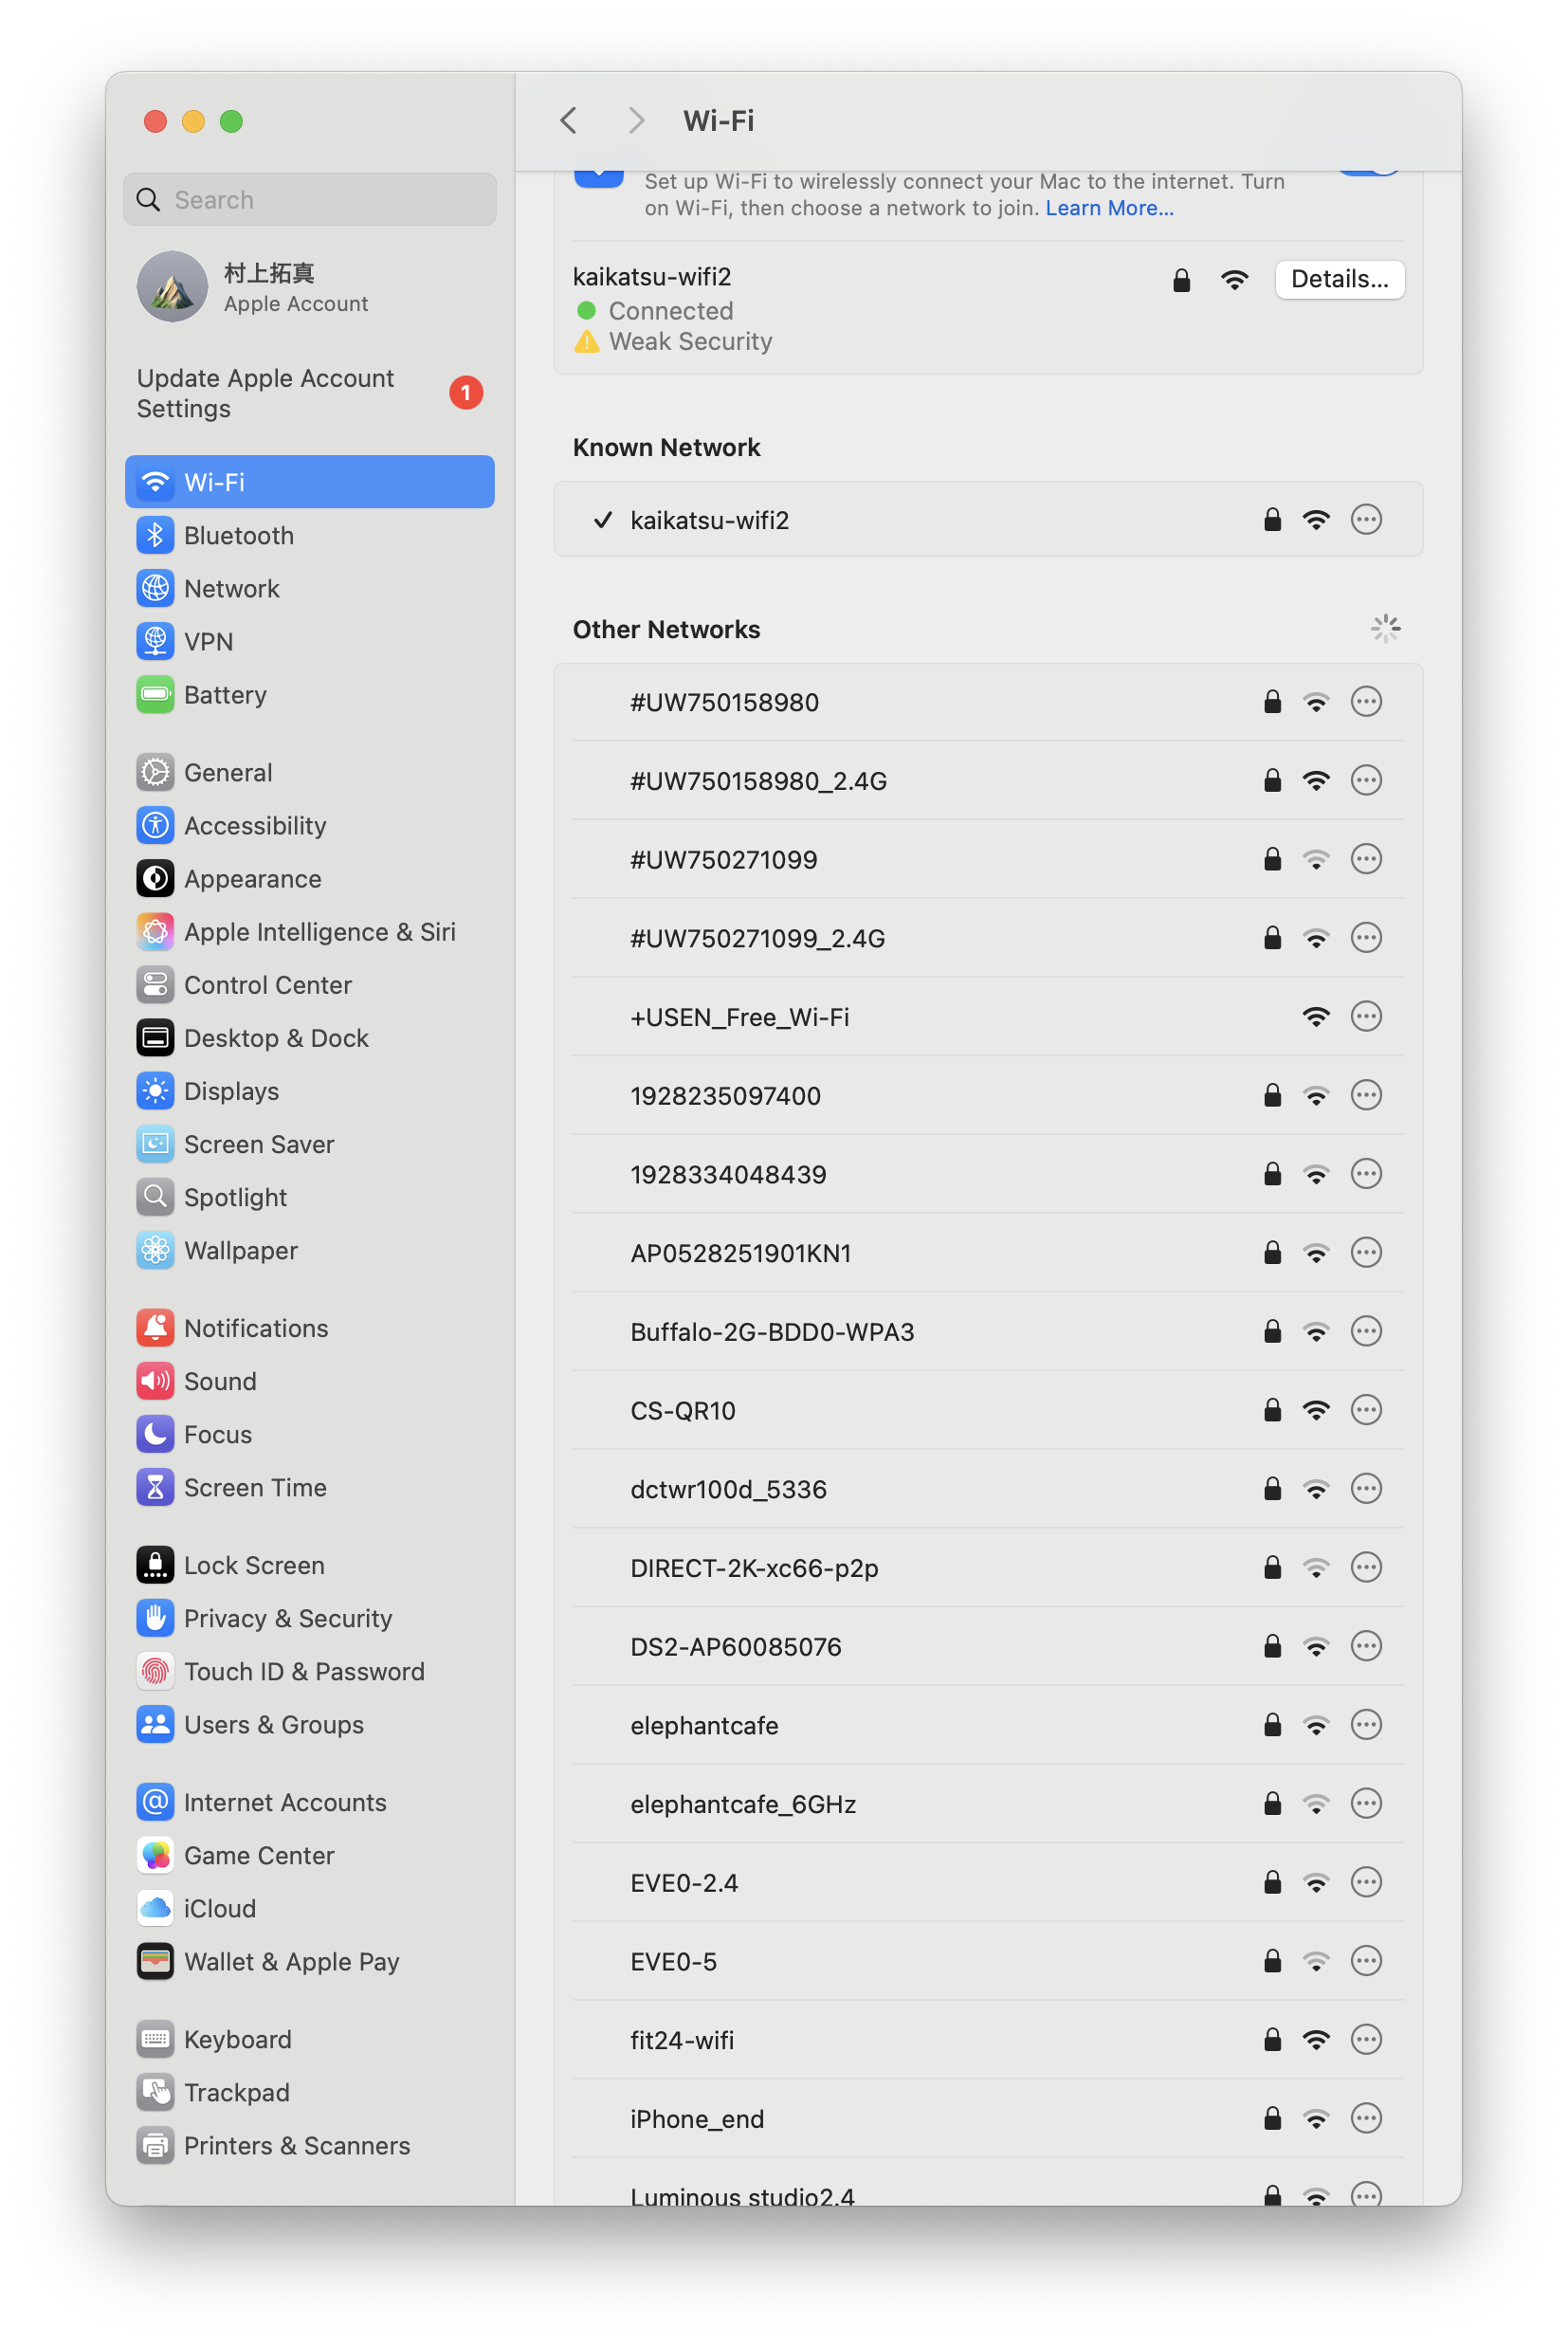 Search
村上拓真
Apple Account
Update Apple Account
Settings
1
Wi-Fi
Bluetooth
Network
VPN
Battery
General
Accessibility
Appearance
Apple Intelligence & Siri
Control Center
Desktop & Dock
Displays
Screen Saver
Spotlight
Wallpaper
Notifications
Sound
Focus
Screen Time
Lock Screen
Privacy & Security
Touch ID & Password
Users & Groups
Internet Accounts
Game Center
iCloud
Wallet & Apple Pay
Keyboard
Trackpad
Printers & Scanners
Wi-Fi
Set up Wi-Fi to wirelessly connect your Mac to the internet. Turn
on Wi-Fi, then choose a network to join. Learn More...
kaikatsu-wifi2
Details...
Connected
Weak Security
Known Network
kaikatsu-wifi2
Other Networks
#UW750158980
#UW750158980_2.4G
#UW750271099
#UW750271099_2.4G
+USEN_Free_Wi-Fi
1928235097400
1928334048439
AP0528251901KN1
Buffalo-2G-BDD0-WPA3
CS-QR10
dctwr100d_5336
DIRECT-2K-xc66-p2p
DS2-AP60085076
elephantcafe
elephantcafe_6GHz
EVE0-2.4
EVE0-5
fit24-wifi
iPhone_end
Luminous studio2.4